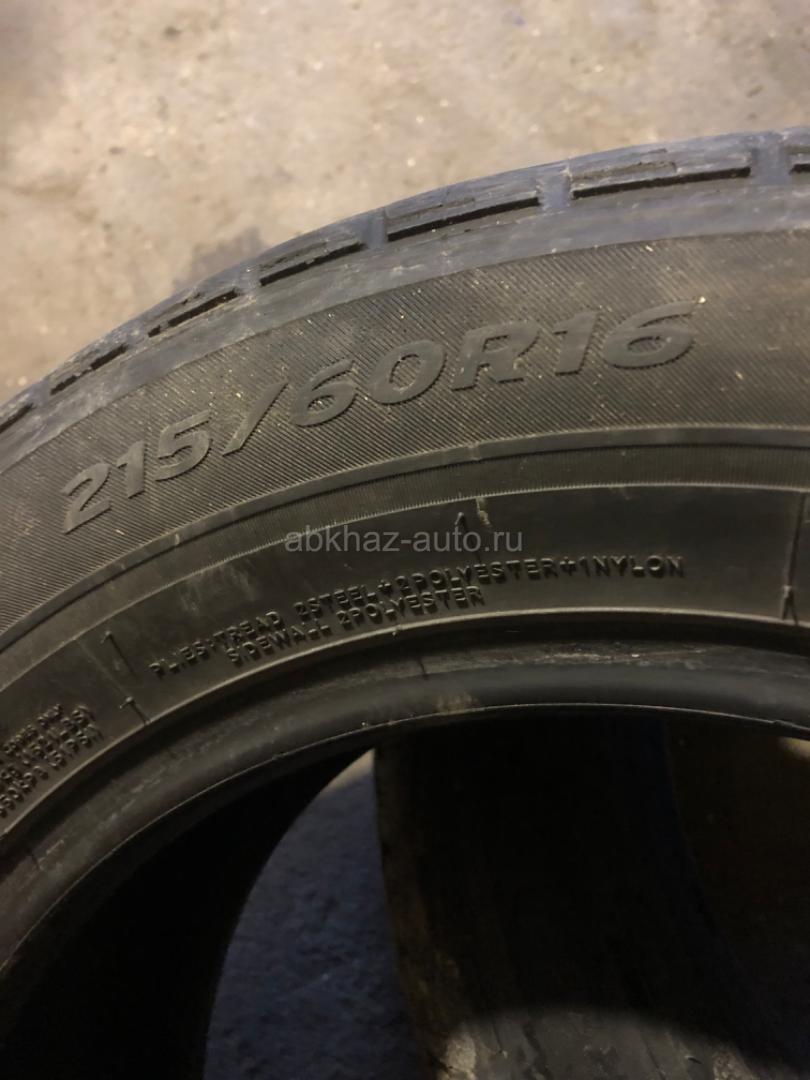 215/60R16
abkhaz-auto.ru
PLIES:TREAD 2STEEL+2POLYESTER+1NYLON
SIDEWALL 2POLYESTER